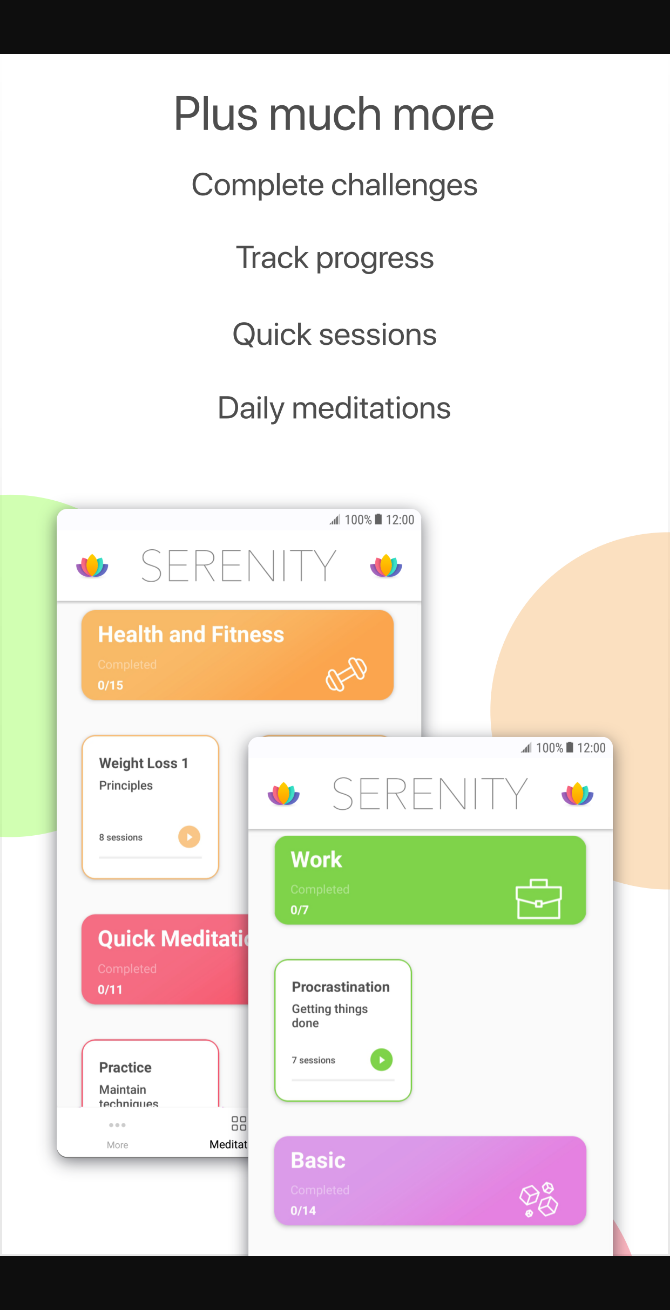 Plus much more
Complete challenges
Track progress
Quick sessions
Daily meditations
100% 12:00
SERENITY
Health and Fitness
Completed
0/15
Weight Loss 1
Principles
8 sessions
Quick Meditatio
Completed
0/11
Practice
Maintain
techniques
More
Meditat
100% 12:00
SERENITY
Work
Completed
0/7
Procrastination
Getting things
done
7 sessions
Basic
Completed
0/14